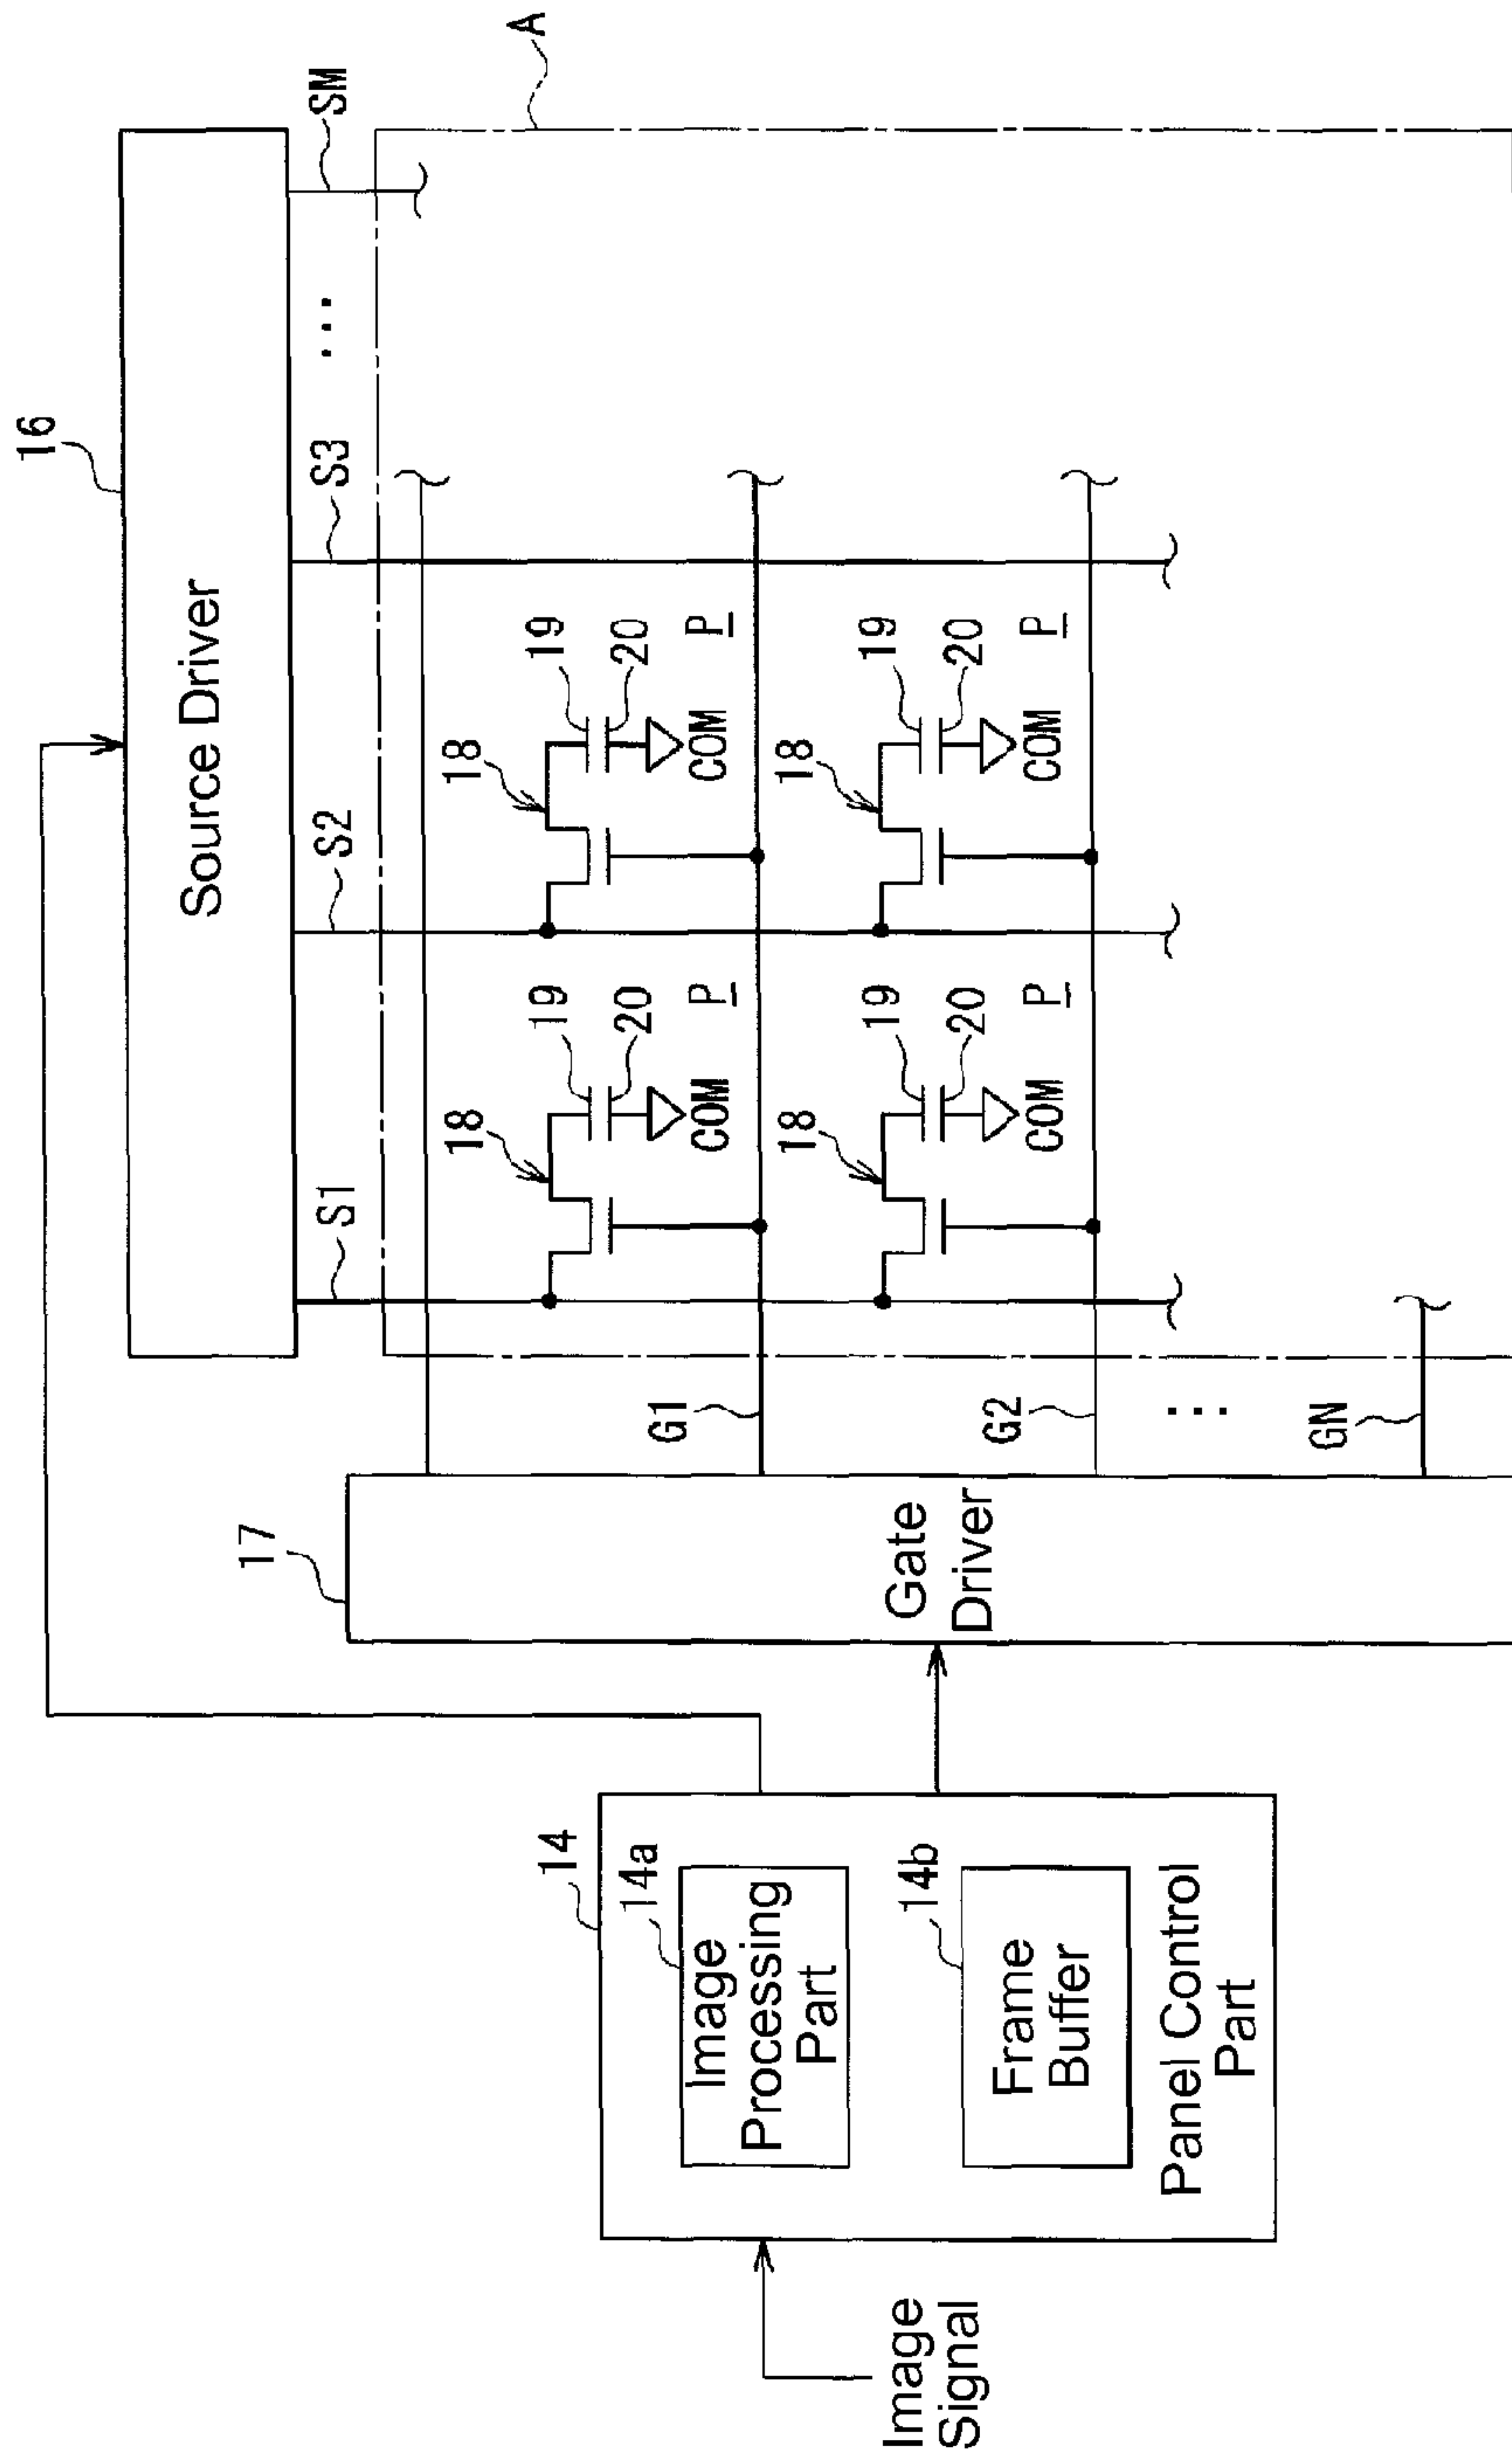 16
Source Driver
S1
S2
S3
...
SM
A
17
Gate
Driver
18
19
20
COM
P
18
19
20
COM
P
G1
18
19
20
COM
P
18
19
20
COM
P
G2
...
GN
14
14a
Image
Processing
Part
14b
Frame
Buffer
Panel Control
Part
Image
Signal